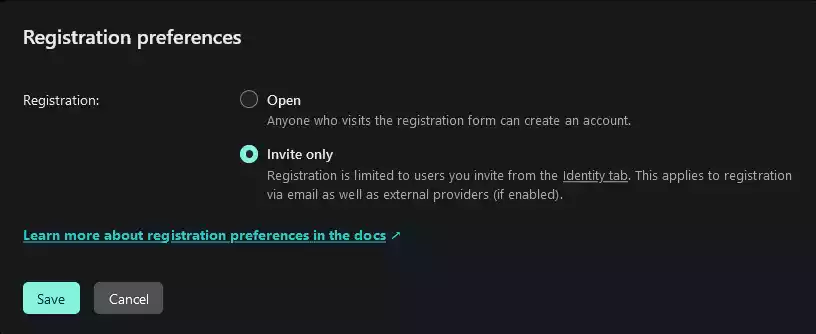 Registration preferences
Registration:
Open
Anyone who visits the registration form can create an account.
Invite only
Registration is limited to users you invite from the Identity tab. This applies to registration
via email as well as external providers (if enabled).
Learn more about registration preferences in the docs ↗
Save
Cancel